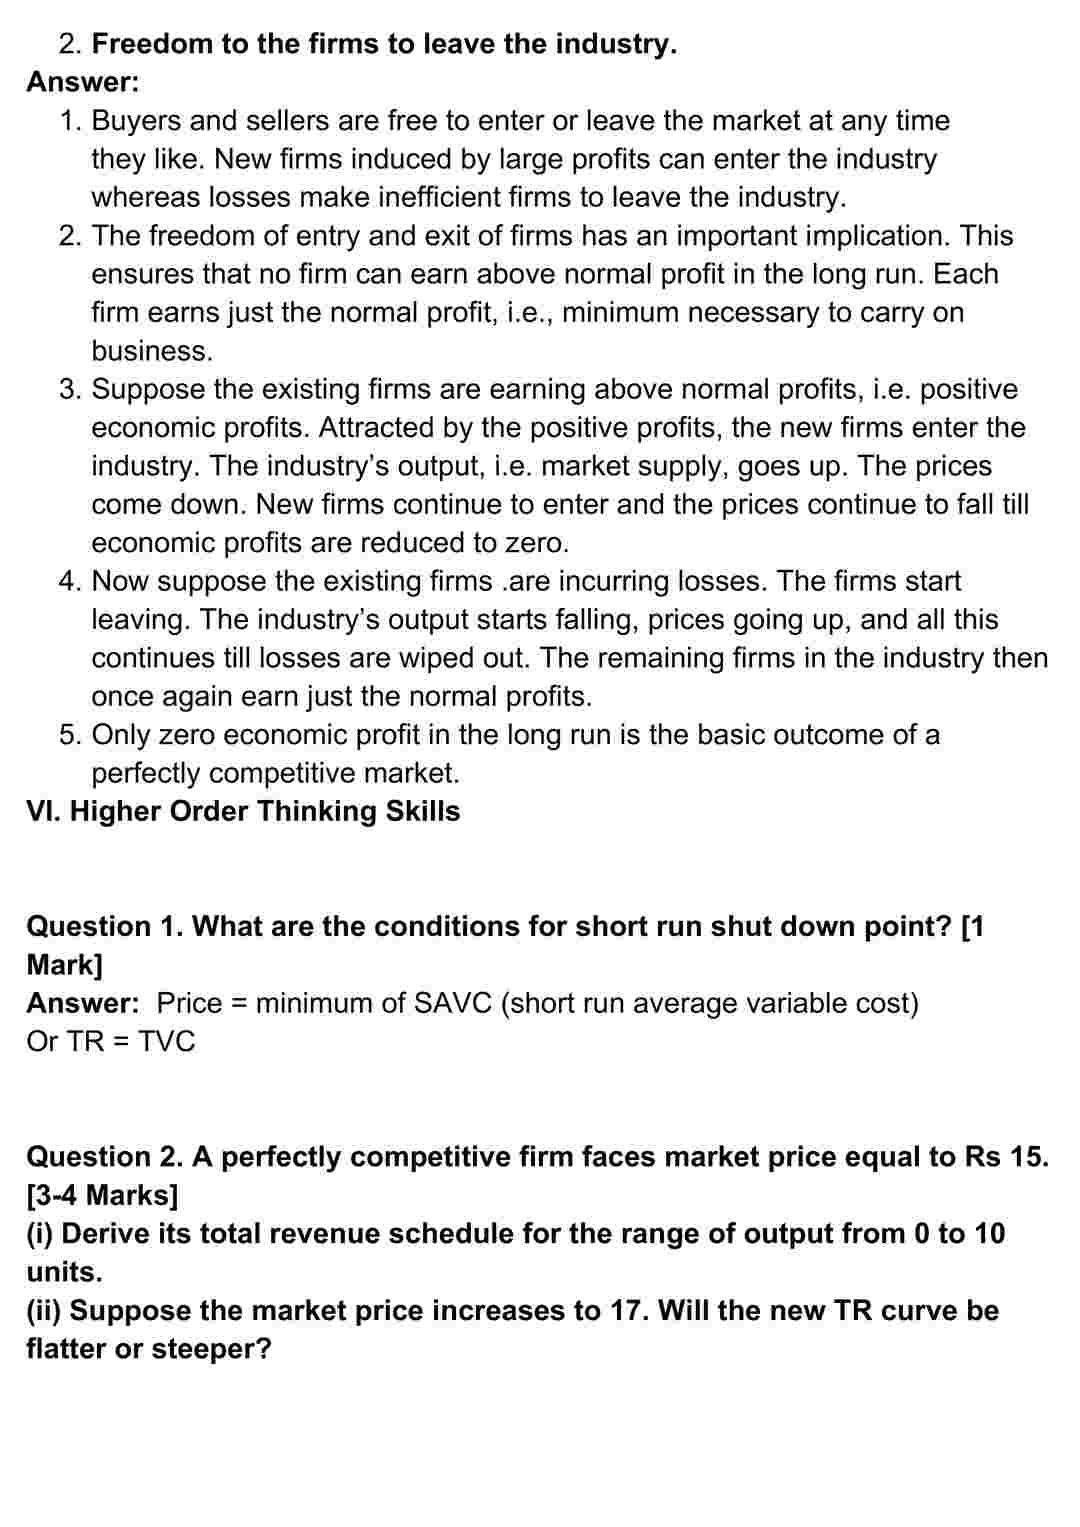 2. Freedom to the firms to leave the industry.
Answer:
1. Buyers and sellers are free to enter or leave the market at any time
they like. New firms induced by large profits can enter the industry
whereas losses make inefficient firms to leave the industry.
2. The freedom of entry and exit of firms has an important implication. This
ensures that no firm can earn above normal profit in the long run. Each
firm earns just the normal profit, i.e., minimum necessary to carry on
business.
3. Suppose the existing firms are earning above normal profits, i.e. positive
economic profits. Attracted by the positive profits, the new firms enter the
industry. The industry’s output, i.e. market supply, goes up. The prices
come down. New firms continue to enter and the prices continue to fall till
economic profits are reduced to zero.
4. Now suppose the existing firms .are incurring losses. The firms start
leaving. The industry’s output starts falling, prices going up, and all this
continues till losses are wiped out. The remaining firms in the industry then
once again earn just the normal profits.
5. Only zero economic profit in the long run is the basic outcome of a
perfectly competitive market.
VI. Higher Order Thinking Skills
Question 1. What are the conditions for short run shut down point? [1
Mark]
Answer:  Price = minimum of SAVC (short run average variable cost)
Or TR = TVC
Question 2. A perfectly competitive firm faces market price equal to Rs 15.
[3-4 Marks]
(i) Derive its total revenue schedule for the range of output from 0 to 10
units.
(ii) Suppose the market price increases to 17. Will the new TR curve be
flatter or steeper?